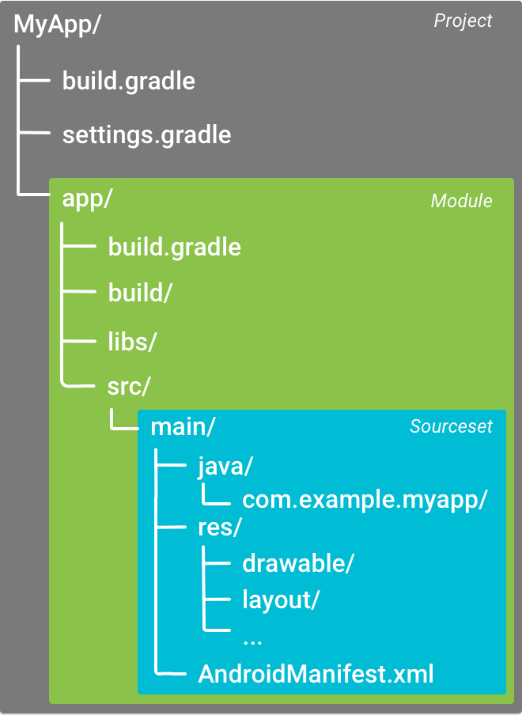 MyApp/ Project
build.gradle
settings.gradle
app/ Module
build.gradle
build/
libs/
src/
main/ Sourceset
java/
com.example.myapp/
res/
drawable/
layout/
...
AndroidManifest.xml